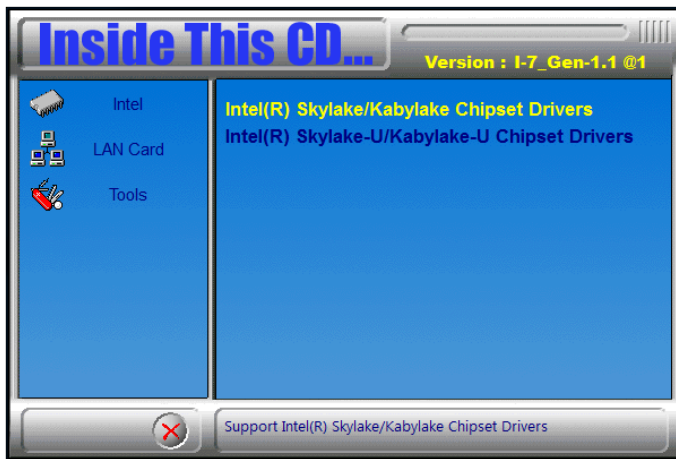 Inside This CD...
Version : I-7_Gen-1.1 @1
Intel
LAN Card
Tools
Intel(R) Skylake/Kabylake Chipset Drivers
Intel(R) Skylake-U/Kabylake-U Chipset Drivers
Support Intel(R) Skylake/Kabylake Chipset Drivers